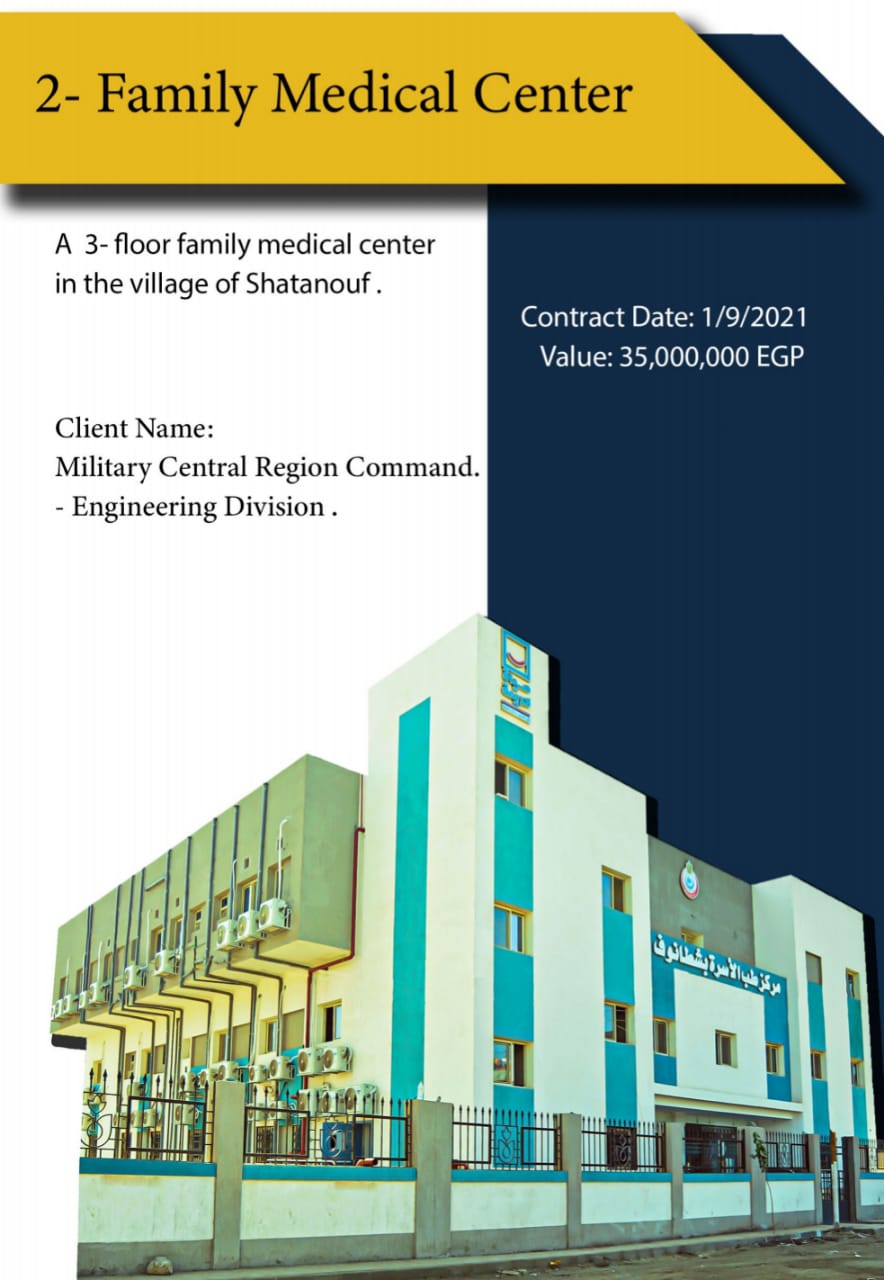 2- Family Medical Center
A 3- floor family medical center
in the village of Shatanouf .
Contract Date: 1/9/2021
Value: 35,000,000 EGP
Client Name:
Military Central Region Command.
- Engineering Division .
مركز طب الأسرة بشطانوف